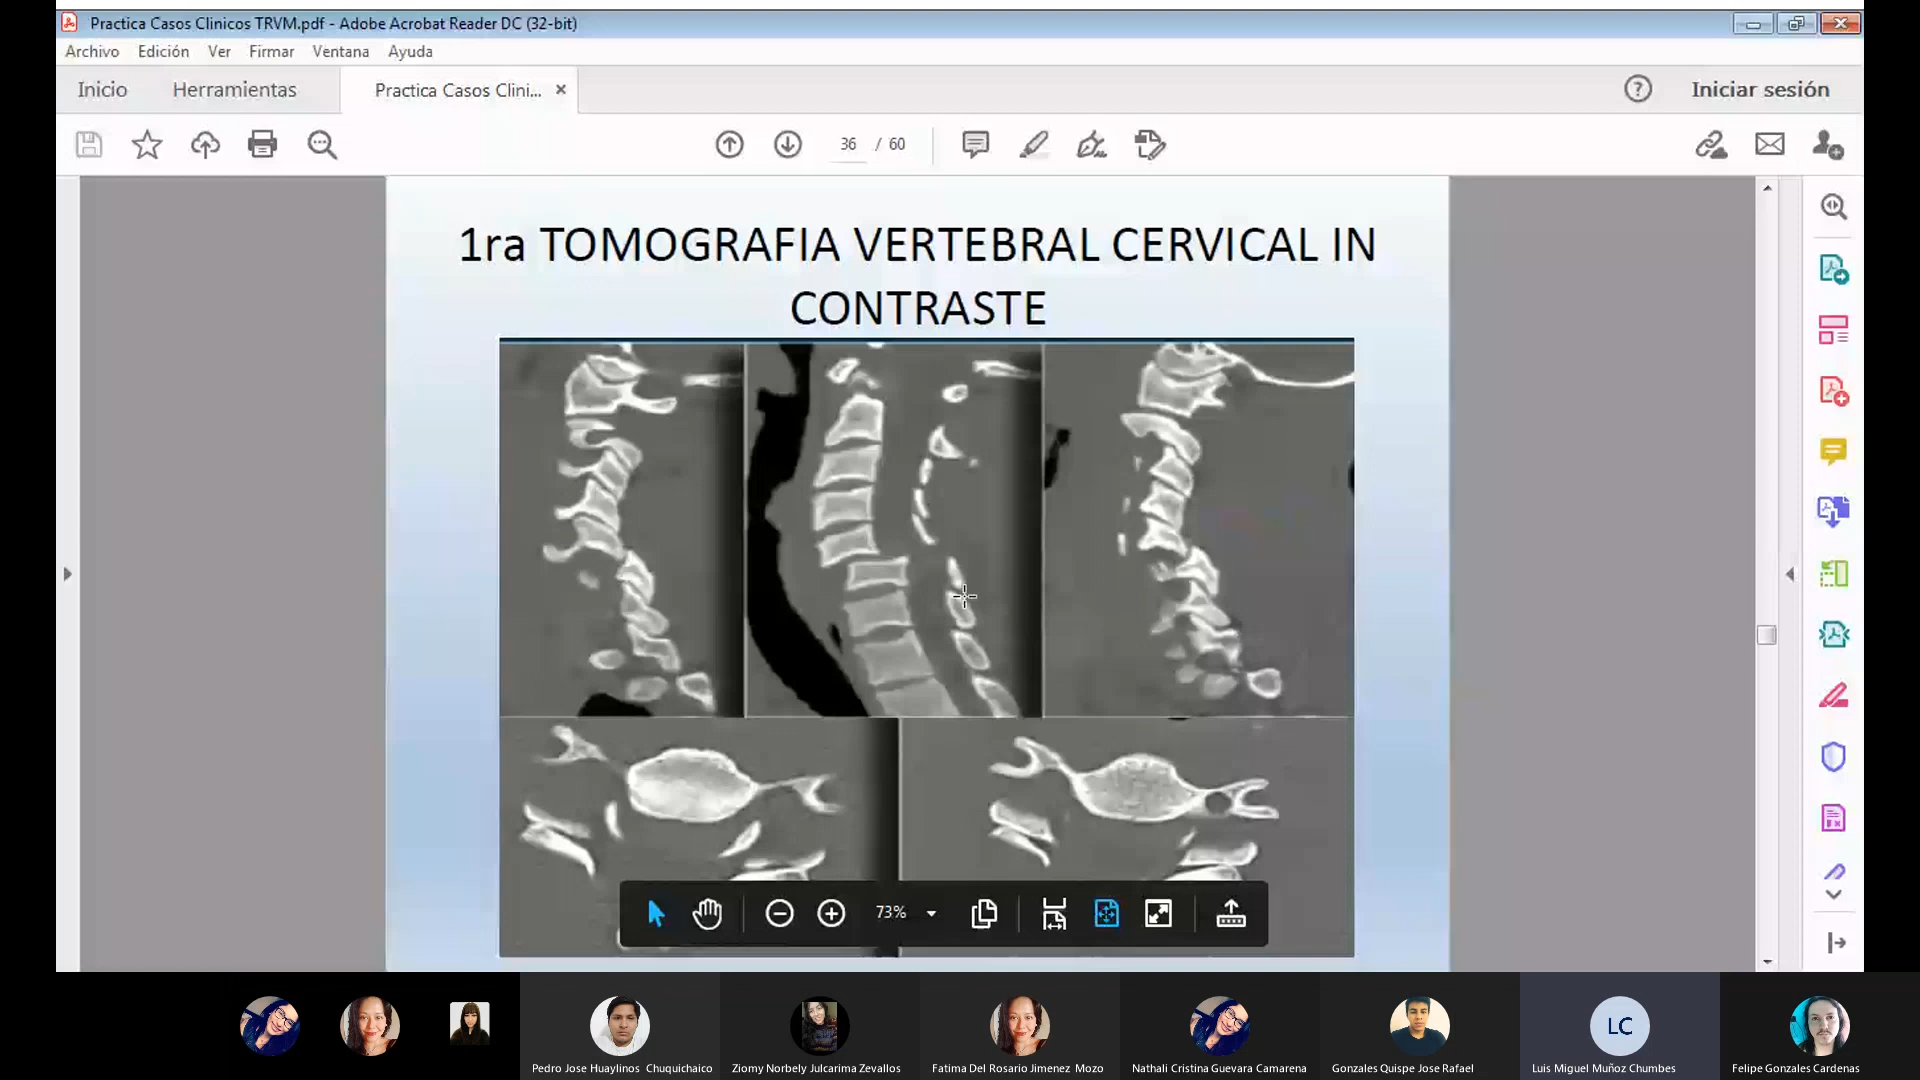 Practica Casos Clinicos TRVM.pdf - Adobe Acrobat Reader DC (32-bit)
Archivo Edición Ver Firmar Ventana Ayuda
Inicio Herramientas Practica Casos Clini... × Iniciar sesión
36 / 60
1ra TOMOGRAFIA VERTEBRAL CERVICAL IN
CONTRASTE
73%
LC
Pedro Jose Huaylinos Chuquichaico
Ziomy Norbely Julcarima Zevallos
Fatima Del Rosario Jimenez Mozo
Nathali Cristina Guevara Camarena
Gonzales Quispe Jose Rafael
Luis Miguel Muñoz Chumbes
Felipe Gonzales Cardenas